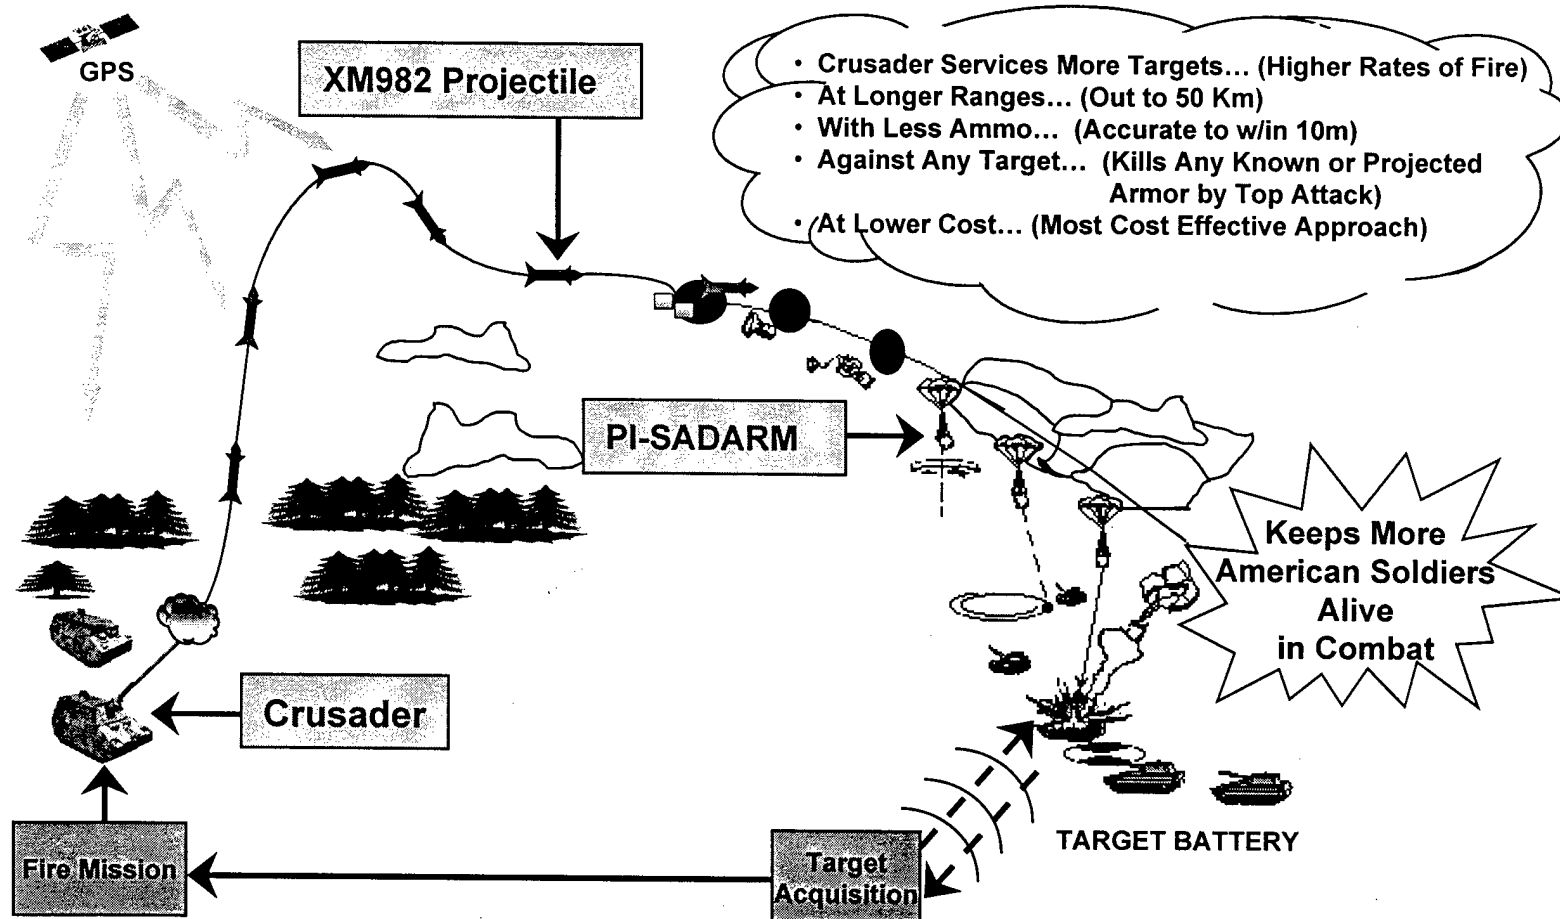 GPS
XM982 Projectile
• Crusader Services More Targets... (Higher Rates of Fire)
• At Longer Ranges... (Out to 50 Km)
• With Less Ammo... (Accurate to w/in 10m)
• Against Any Target... (Kills Any Known or Projected
Armor by Top Attack)
• At Lower Cost... (Most Cost Effective Approach)
PI-SADARM
Keeps More
American Soldiers
Alive
in Combat
Crusader
Fire Mission
Target
Acquisition
TARGET BATTERY